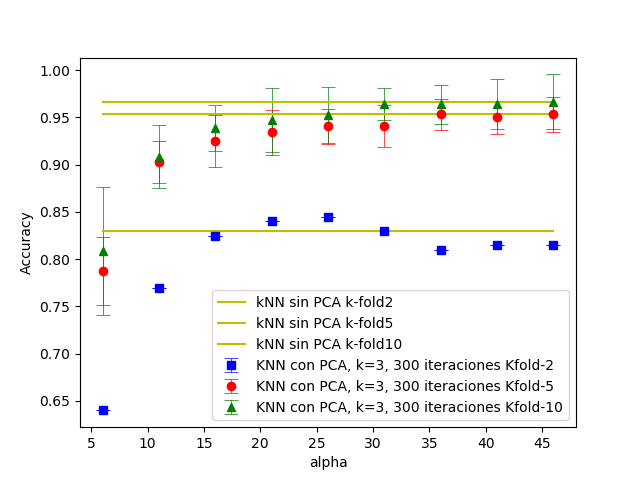 1.00
0.95
0.90
0.85
0.80
0.75
0.70
0.65
Accuracy
kNN sin PCA k-fold2
kNN sin PCA k-fold5
kNN sin PCA k-fold10
KNN con PCA, k=3, 300 iteraciones Kfold-2
KNN con PCA, k=3, 300 iteraciones Kfold-5
KNN con PCA, k=3, 300 iteraciones Kfold-10
5 10 15 20 25 30 35 40 45
alpha